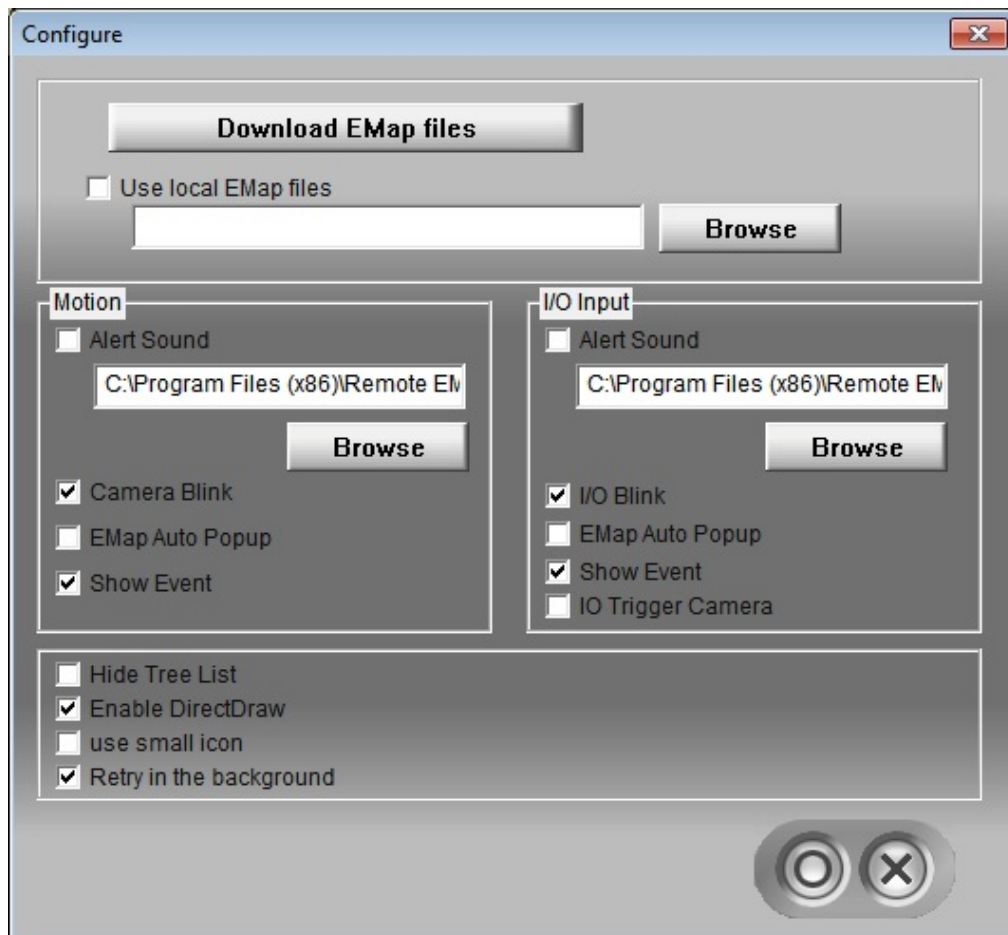 Configure
Download EMap files
Use local EMap files
Browse
Motion
Alert Sound
C:\Program Files (x86)\Remote EM
Browse
Camera Blink
EMap Auto Popup
Show Event
I/O Input
Alert Sound
C:\Program Files (x86)\Remote EM
Browse
I/O Blink
EMap Auto Popup
Show Event
IO Trigger Camera
Hide Tree List
Enable DirectDraw
use small icon
Retry in the background